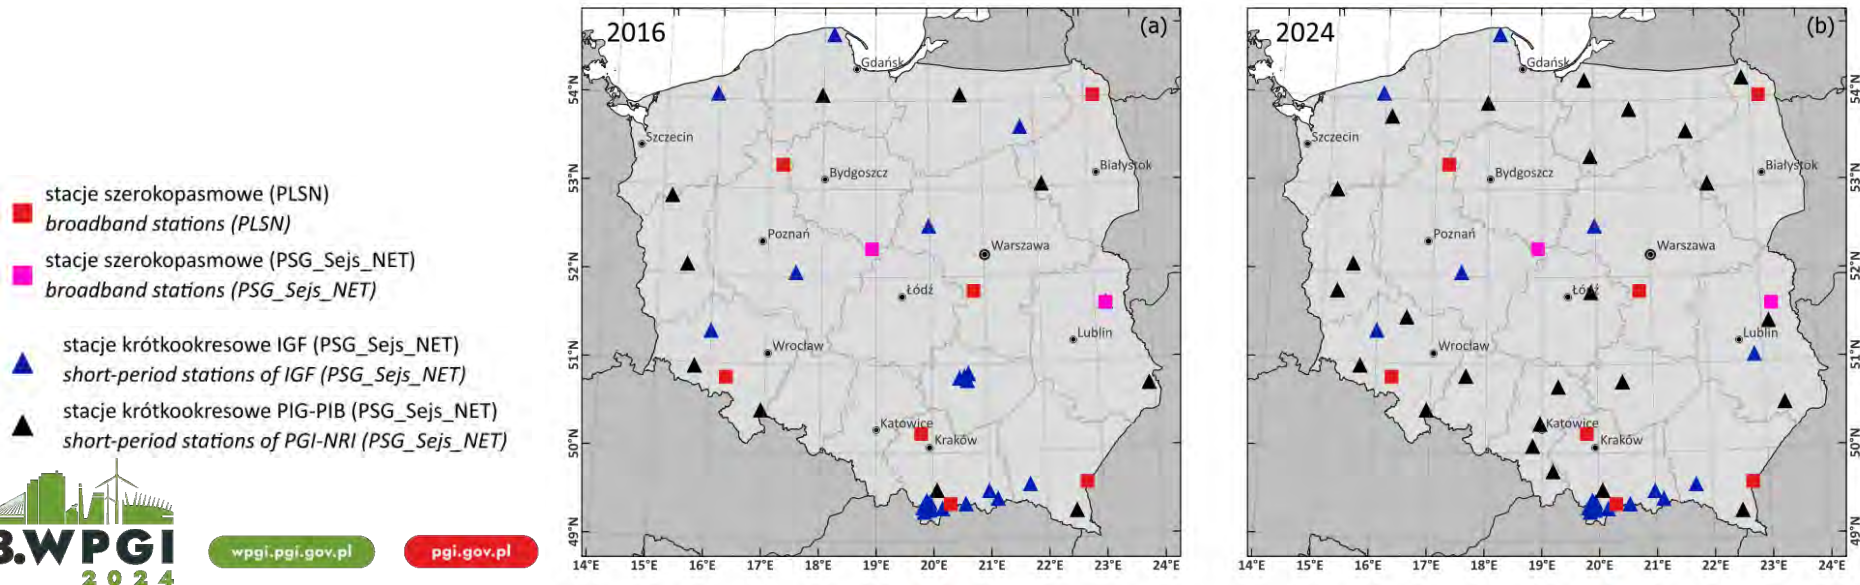 stacje szerokopasmowe (PLSN)
broadband stations (PLSN)
stacje szerokopasmowe (PSG_Sejs_NET)
broadband stations (PSG_Sejs_NET)
stacje krótkookresowe IGF (PSG_Sejs_NET)
short-period stations of IGF (PSG_Sejs_NET)
stacje krótkookresowe PIG-PIB (PSG_Sejs_NET)
short-period stations of PGI-NRI (PSG_Sejs_NET)
3.WPGI
2024
wpgi.pgi.gov.pl
pgi.gov.pl
2016
(a)
Gdańsk
Szczecin
Bydgoszcz
Białystok
Poznań
Warszawa
Łódź
Lublin
Wrocław
Katowice
Kraków
54°N
53°N
52°N
51°N
50°N
49°N
14°E 15°E 16°E 17°E 18°E 19°E 20°E 21°E 22°E 23°E 24°E
2024
(b)
Gdańsk
Szczecin
Bydgoszcz
Białystok
Poznań
Warszawa
Łódź
Lublin
Wrocław
Katowice
Kraków
54°N
53°N
52°N
51°N
50°N
49°N
14°E 15°E 16°E 17°E 18°E 19°E 20°E 21°E 22°E 23°E 24°E